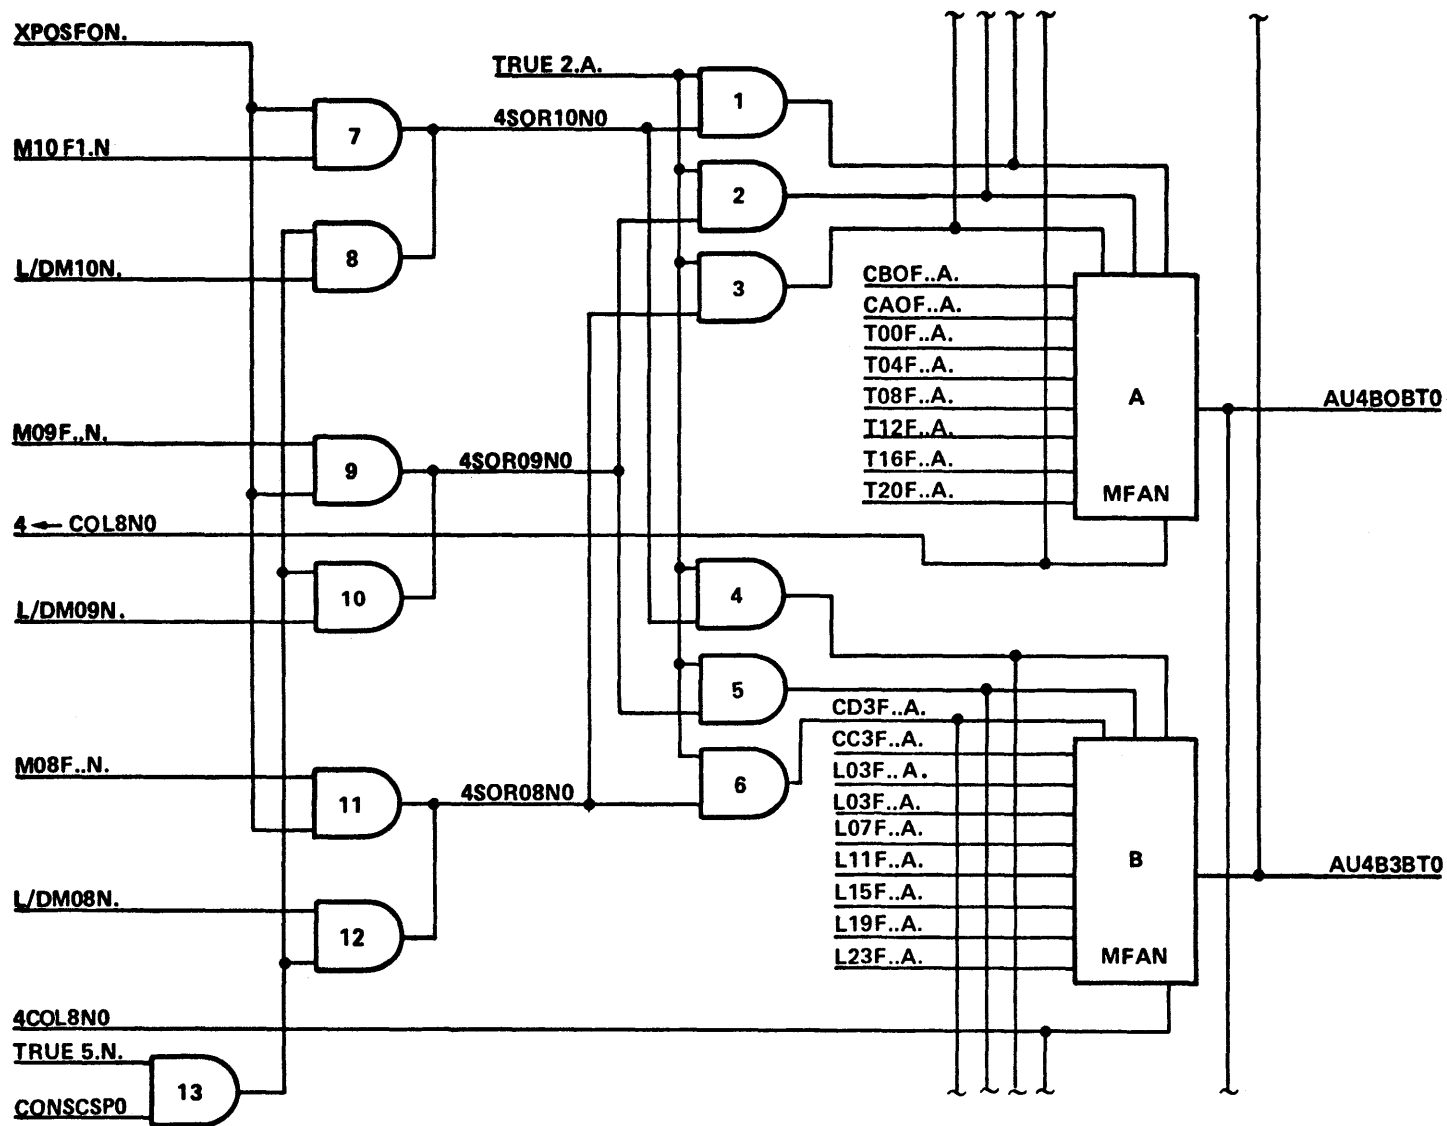 XPOSFON.
TRUE 2.A.
1
7
4SOR10N0
M10 F1.N
2
8
L/DM10N.
3
CBOF..A.
CAOF..A.
T00F..A.
T04F..A.
T08F..A.
A
AU4BOBT0
T12F..A.
M09F..N.
9
4SOR09N0
T16F..A.
T20F..A.
MFAN
4 ← COL8N0
4
10
L/DM09N.
5
CD3F..A.
CC3F..A.
M08F..N.
L03F..A.
6
11
4SOR08N0
L03F..A.
L07F..A.
L11F..A.
B
AU4B3BT0
L15F..A.
L/DM08N.
L19F..A.
12
L23F..A.
MFAN
4COL8N0
TRUE 5.N.
13
CONSCSP0